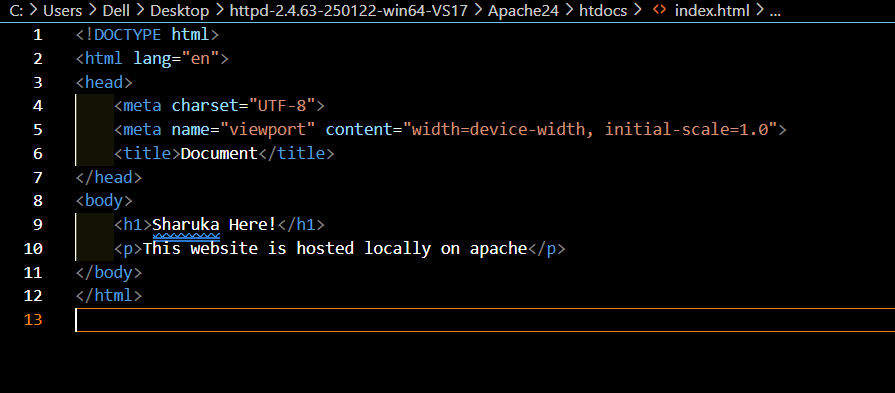 C: > Users > Dell > Desktop > httpd-2.4.63-250122-win64-VS17 > Apache24 > htdocs > <> index.html > ...
1 <!DOCTYPE html>
2 <html lang="en">
3 <head>
4     <meta charset="UTF-8">
5     <meta name="viewport" content="width=device-width, initial-scale=1.0">
6     <title>Document</title>
7 </head>
8 <body>
9     <h1>Sharuka Here!</h1>
10     <p>This website is hosted locally on apache</p>
11 </body>
12 </html>
13